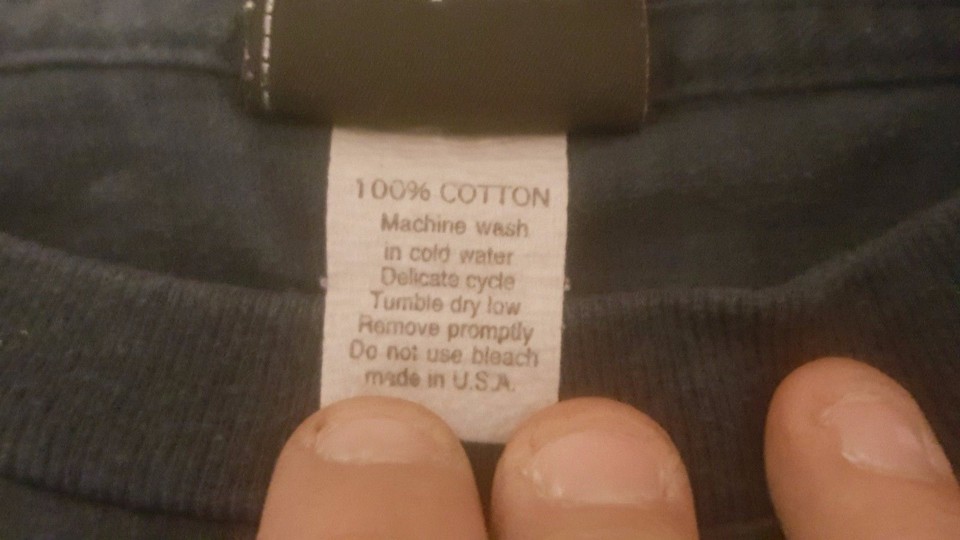 100% COTTON
Machine wash
in cold water
Delicate cycle
Tumble dry low
Remove promptly
Do not use bleach
made in U.S.A.